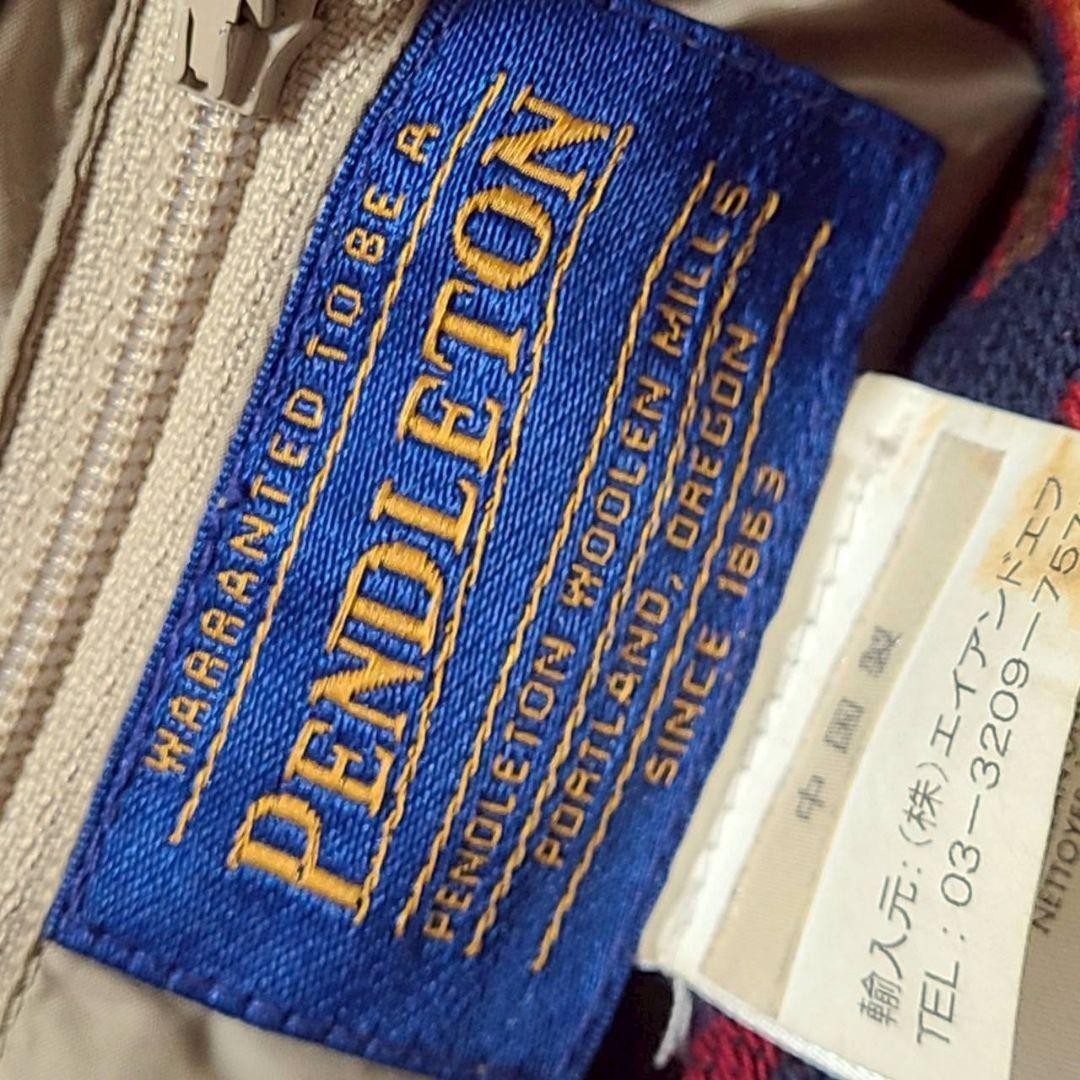 WARRANTED TO BE A
PENDLETON
PENDLETON WOOLEN MILLS
PORTLAND, OREGON
SINCE 1863
中国製
輸入元:(株)エイアンドエフ
TEL:03-3209-757